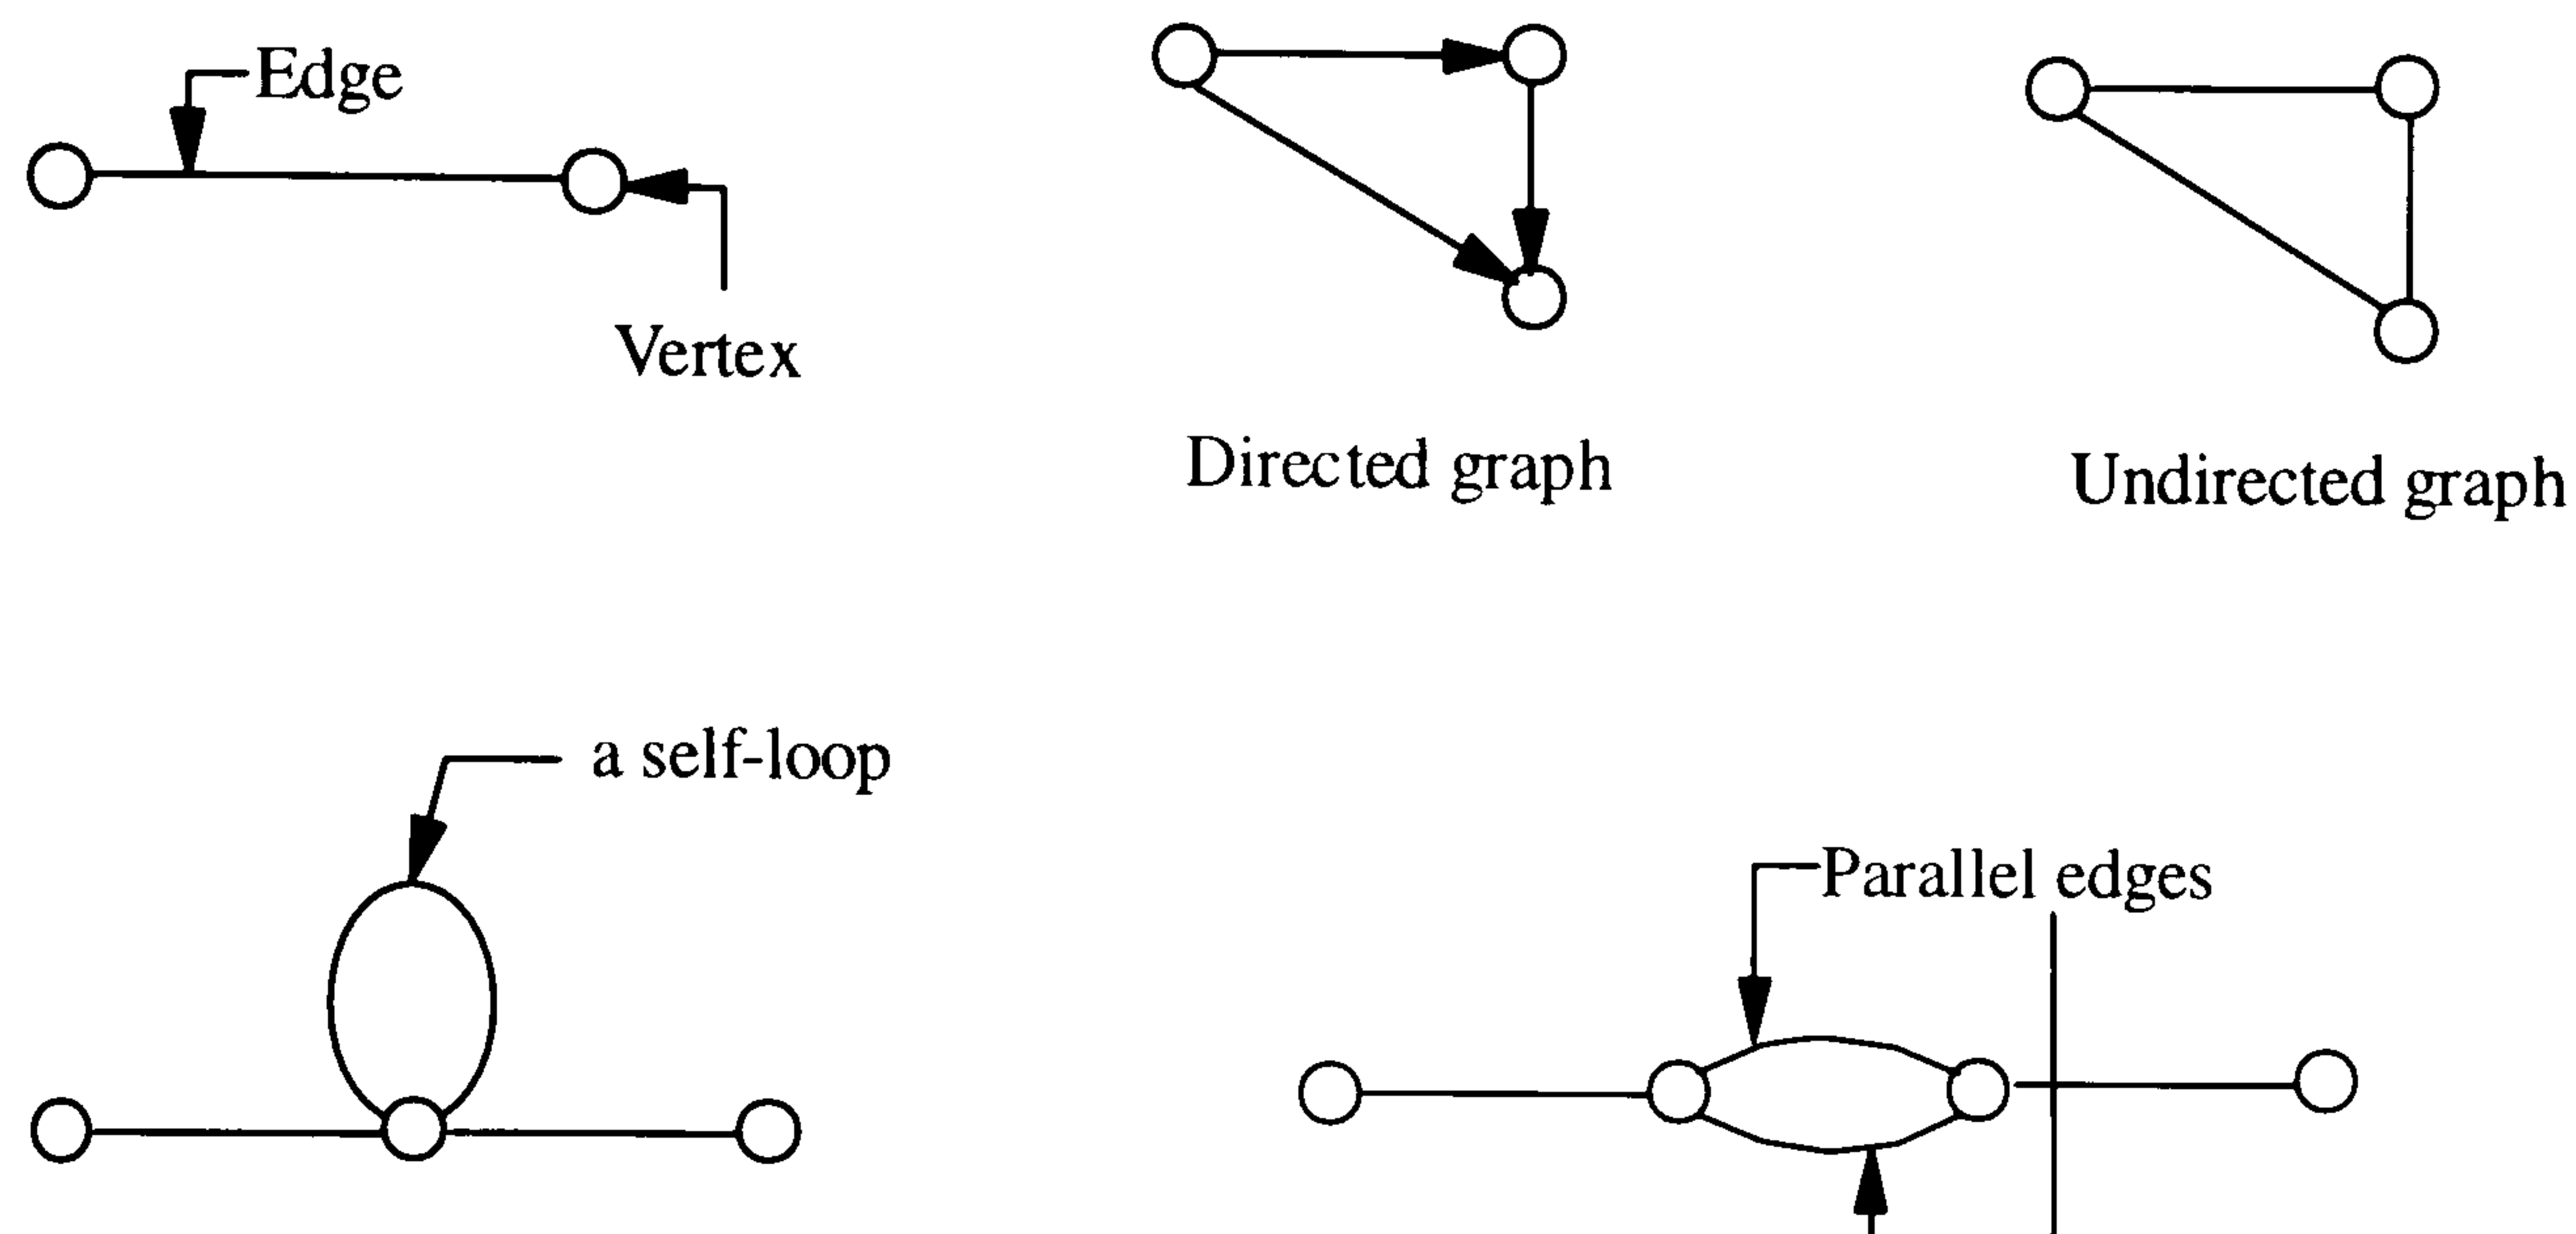 Edge
Vertex
Directed graph
Undirected graph
a self-loop
Parallel edges